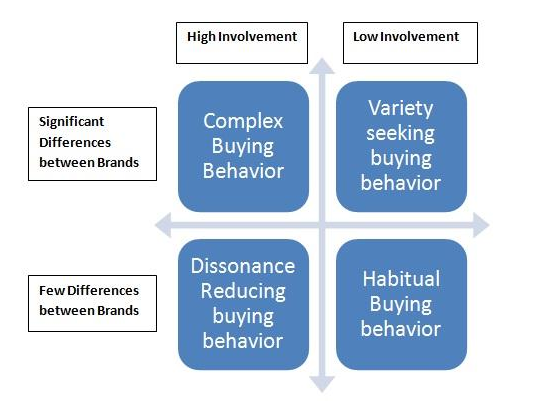 High Involvement
Low Involvement
Significant
Differences
between Brands
Complex
Buying
Behavior
Variety
seeking
buying
behavior
Few Differences
between Brands
Dissonance
Reducing
buying
behavior
Habitual
Buying
behavior